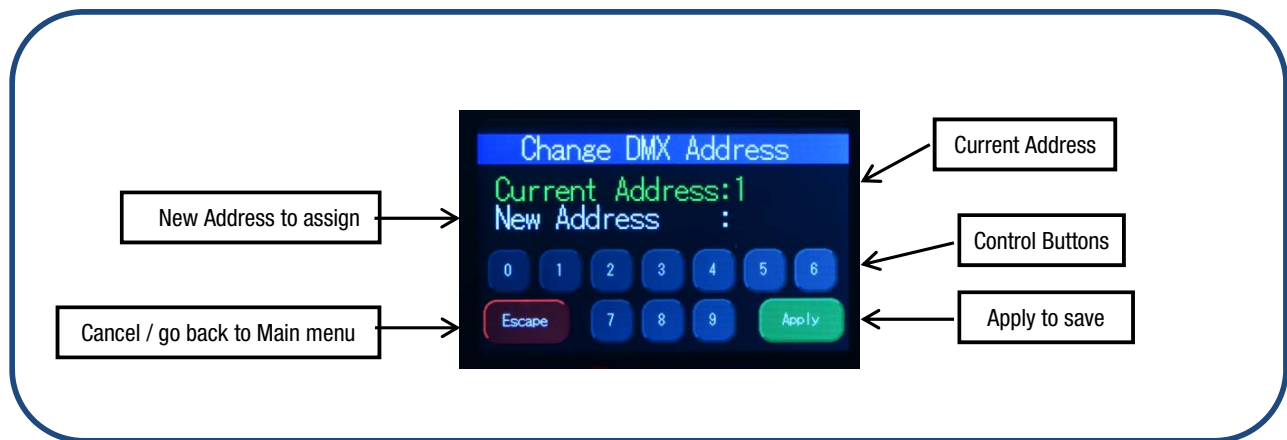 Change DMX Address
Current Address
Current Address:1
New Address to assign
New Address :
Control Buttons
0 1 2 3 4 5 6
Cancel / go back to Main menu
Escape 7 8 9 Apply
Apply to save